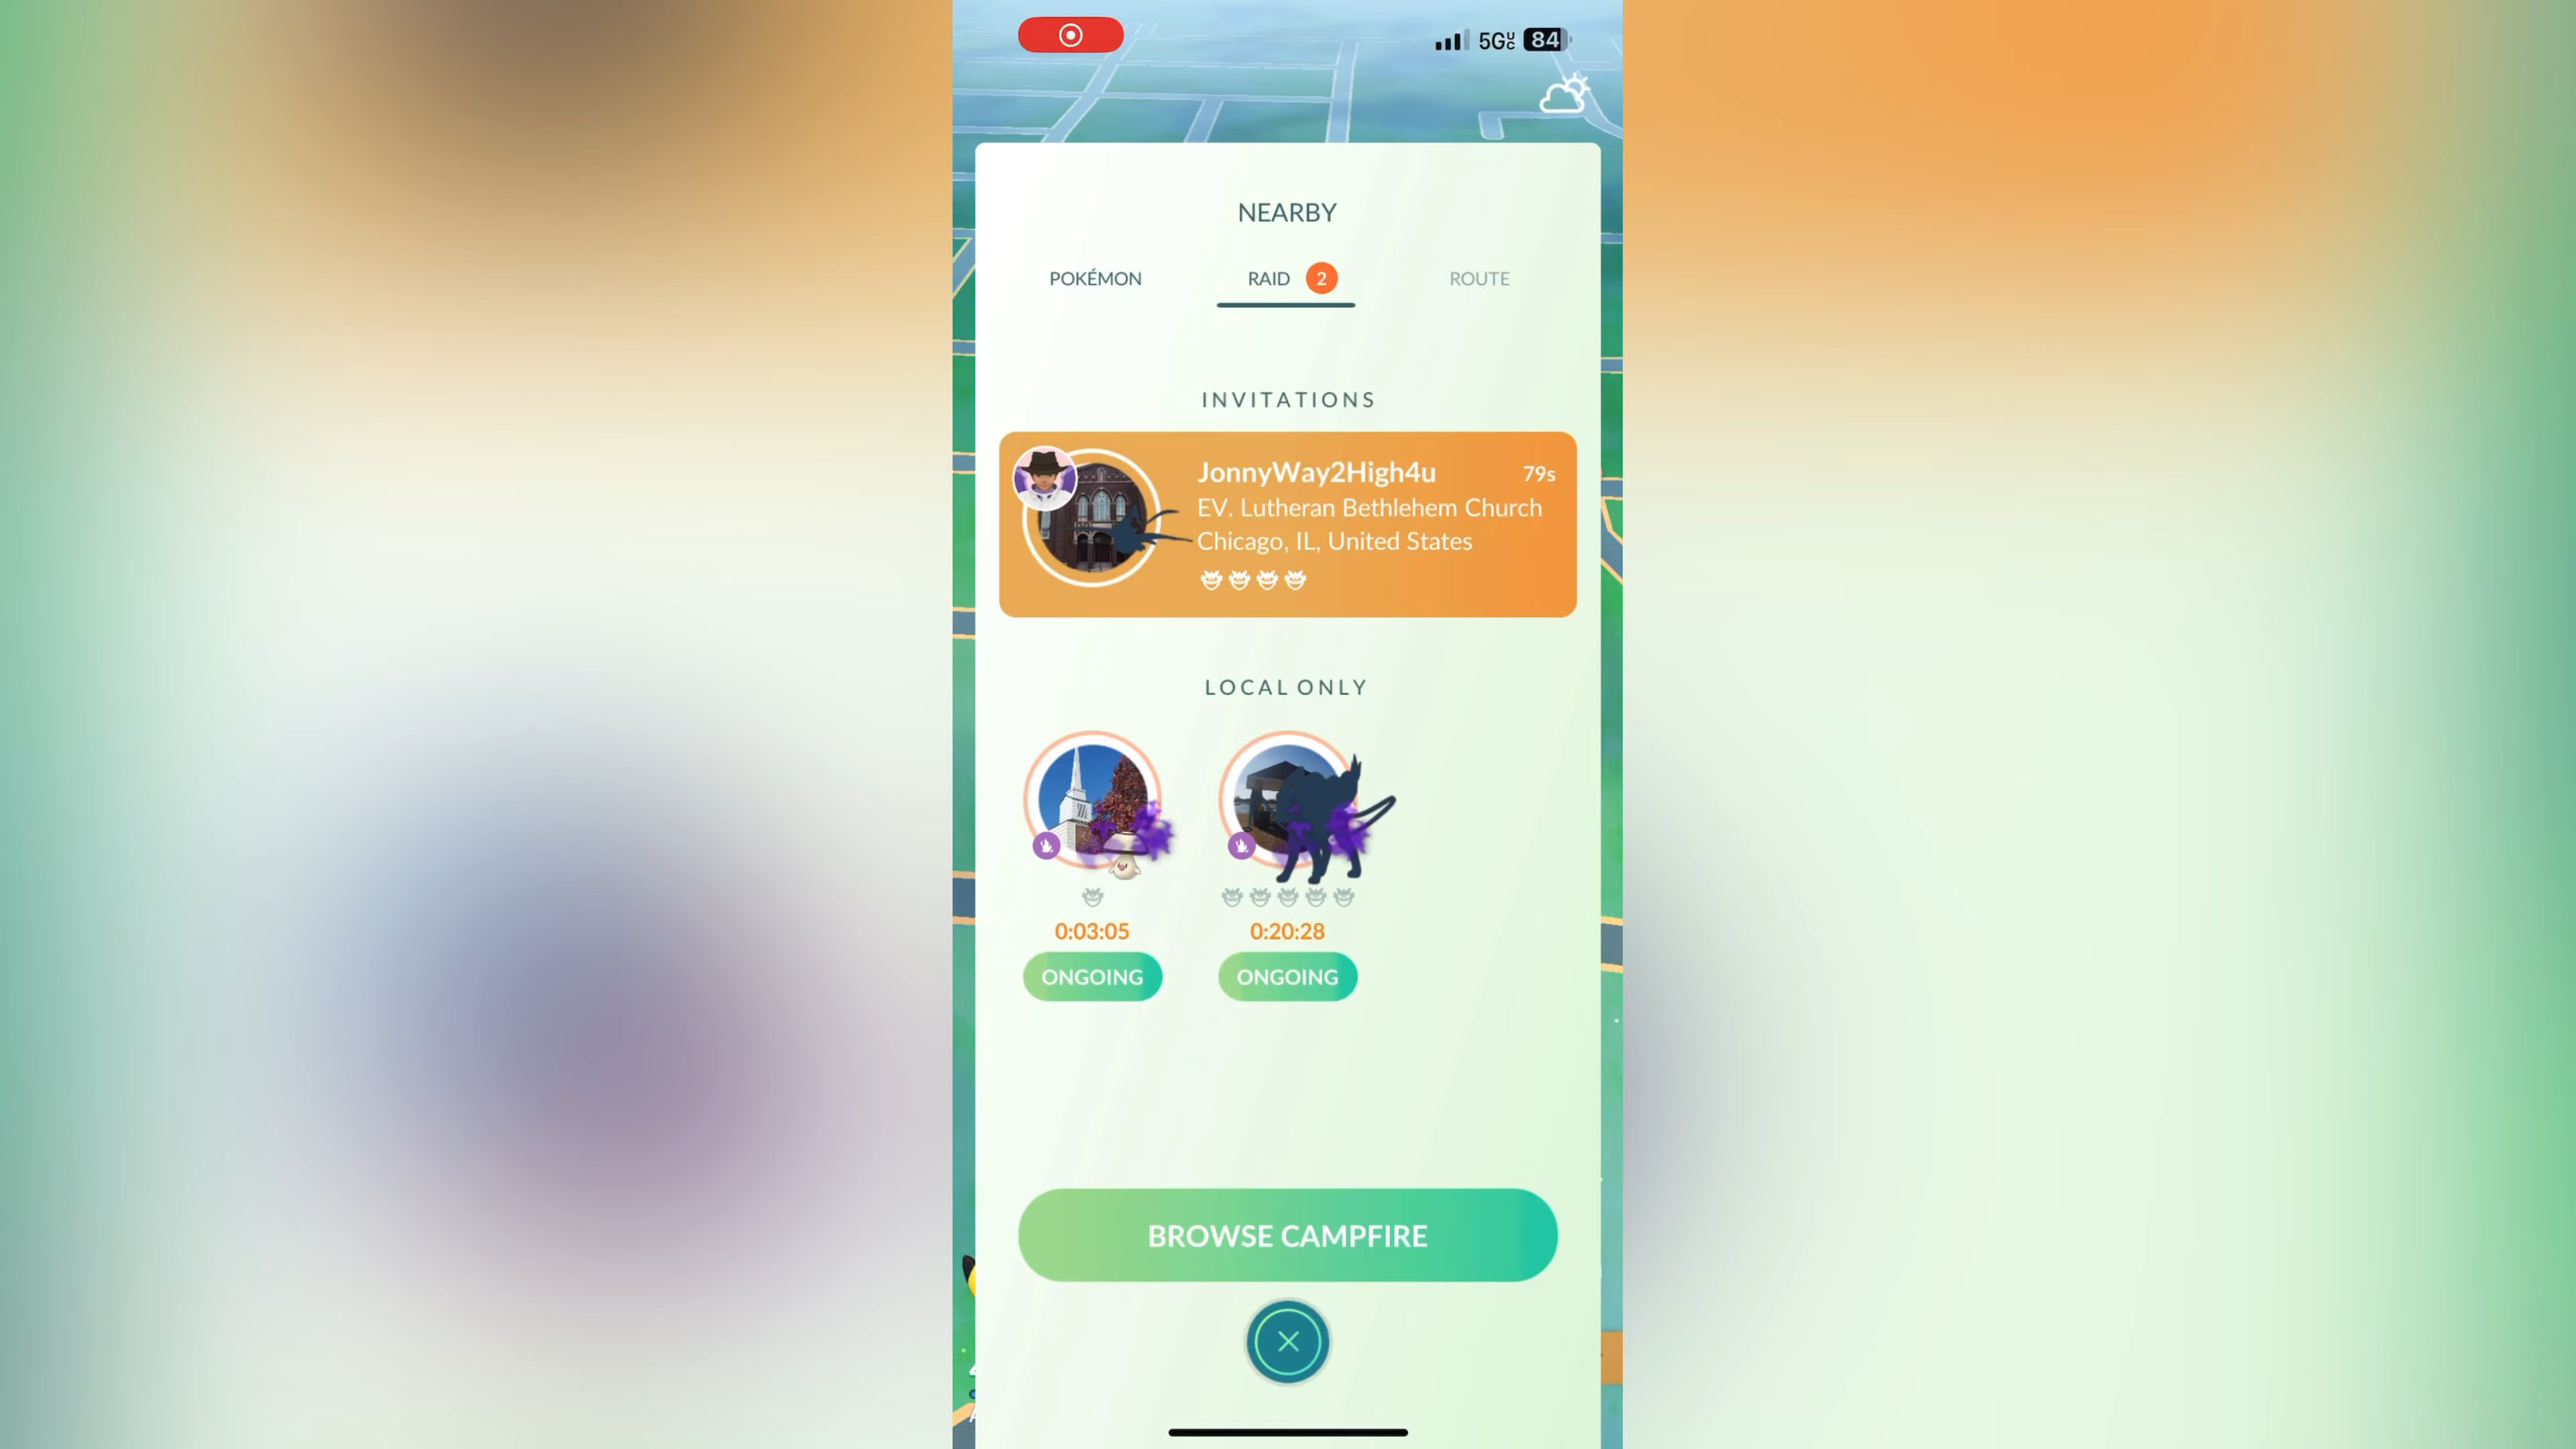 5G UC 84
NEARBY
POKÉMON
RAID 2
ROUTE
INVITATIONS
JonnyWay2High4u 79s
EV. Lutheran Bethlehem Church
Chicago, IL, United States
LOCAL ONLY
0:03:05 0:20:28
ONGOING ONGOING
BROWSE CAMPFIRE